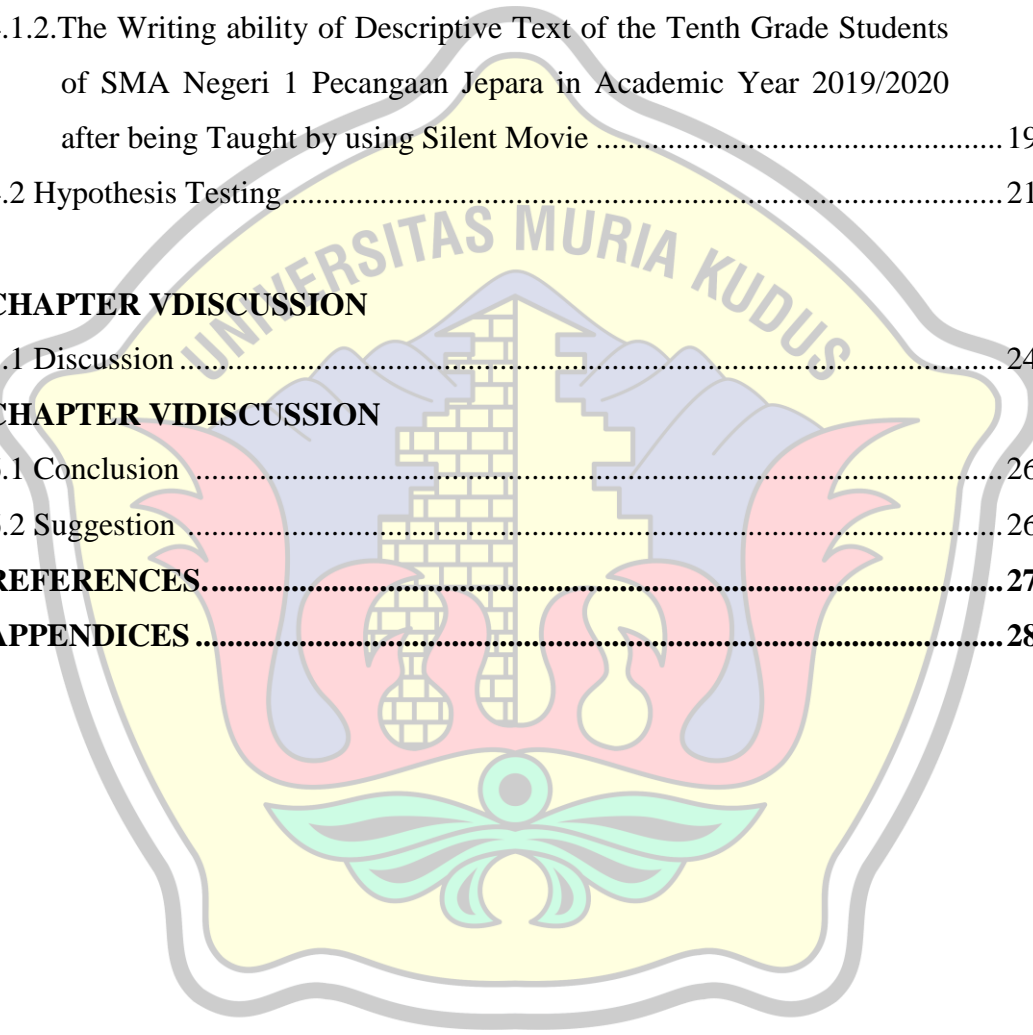 .1.2.The Writing ability of Descriptive Text of the Tenth Grade Students
of SMA Negeri 1 Pecangaan Jepara in Academic Year 2019/2020
after being Taught by using Silent Movie ........................................ 19
.2 Hypothesis Testing........................................ 21
UNIVERSITAS MURIA KUDUS
CHAPTER VDISCUSSION
.1 Discussion ........................................ 24
CHAPTER VIDISCUSSION
.1 Conclusion ........................................ 26
.2 Suggestion ........................................ 26
REFERENCES........................................ 27
APPENDICES ........................................ 28